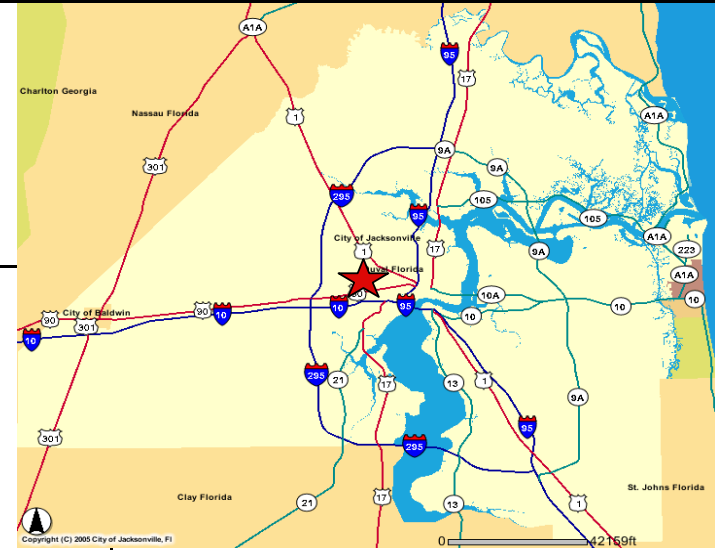 A1A
95
17
Charlton Georgia
Nassau Florida
1
A1A
9A
301
9A
295
105
95
105
City of Jacksonville
A1A
1
17
9A
223
Florida
A1A
10A
10
90
90
10
10
95
10
City of Baldwin
301
10
10
295
21
17
13
1
9A
95
301
295
Clay Florida
St. Johns Florida
21
17
13
1
Copyright (C) 2005 City of Jacksonville, Fl
0
42159ft